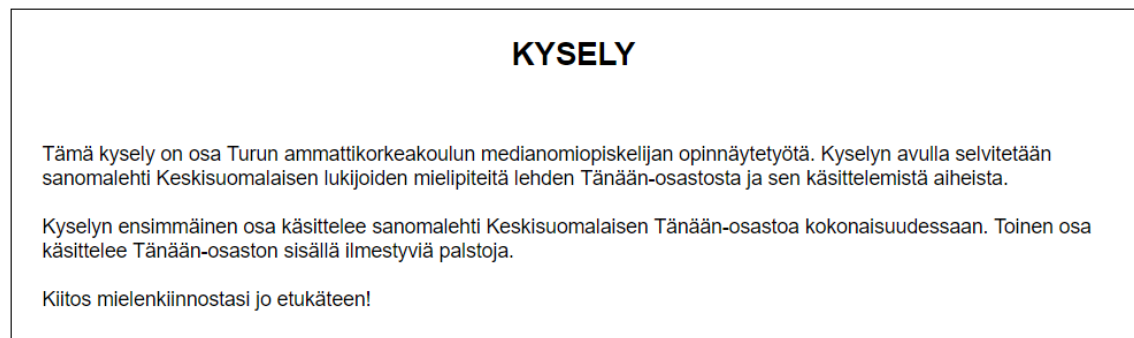 KYSELY
Tämä kysely on osa Turun ammattikorkeakoulun medianomiopiskelijan opinnäytetyötä. Kyselyn avulla selvitetään
sanomalehti Keskisuomalaisen lukijoiden mielipiteitä lehden Tänään-osastosta ja sen käsittelemistä aiheista.
Kyselyn ensimmäinen osa käsittelee sanomalehti Keskisuomalaisen Tänään-osastoa kokonaisuudessaan. Toinen osa
käsittelee Tänään-osaston sisällä ilmestyviä palstoja.
Kiitos mielenkiinnostasi jo etukäteen!